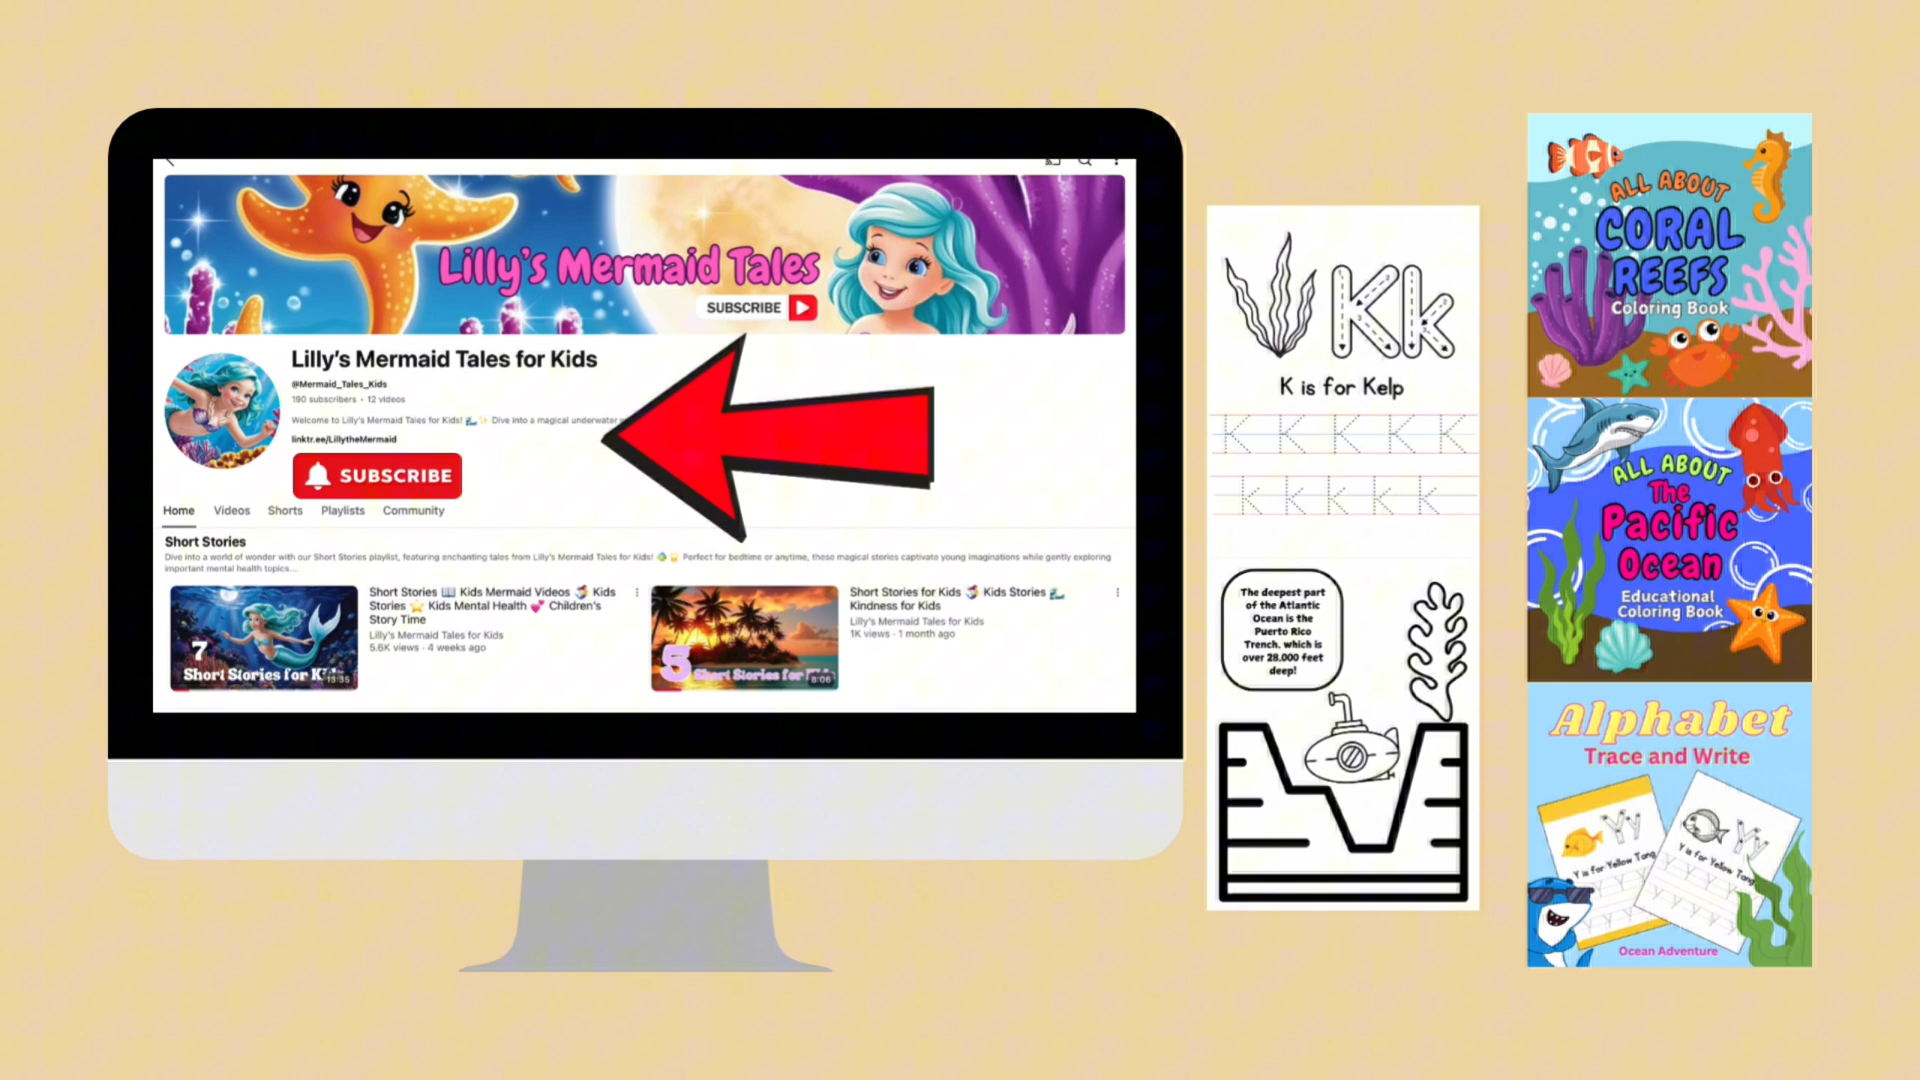 Lilly's Mermaid Tales
SUBSCRIBE
Lilly's Mermaid Tales for Kids
@Mermaid_Tales_Kids
190 subscribers · 12 videos
Welcome to Lilly's Mermaid Tales for Kids! 🌊✨ Dive into a magical underwater
linktr.ee/LillytheMermaid
SUBSCRIBE
Home Videos Shorts Playlists Community
Short Stories
Dive into a world of wonder with our Short Stories playlist, featuring enchanting tales from Lilly's Mermaid Tales for Kids! Perfect for bedtime or anytime, these magical stories captivate young imaginations while gently exploring
important mental health topics...
7
Short Stories for K
13:35
Short Stories 📖 Kids Mermaid Videos 🧜‍♀️ Kids
Stories ⭐ Kids Mental Health 💕 Children's
Story Time
Lilly's Mermaid Tales for Kids
5.6K views · 4 weeks ago
5
Short Stories for
8:06
Short Stories for Kids 🧜‍♀️ Kids Stories 🌊
Kindness for Kids
Lilly's Mermaid Tales for Kids
1K views · 1 month ago
Kk
K is for Kelp
K K K K K
k k k k k
The deepest part
of the Atlantic
Ocean is the
Puerto Rico
Trench, which is
over 28,000 feet
deep!
ALL ABOUT
CORAL
REEFS
Coloring Book
ALL ABOUT
The
Pacific
Ocean
Educational
Coloring Book
Alphabet
Trace and Write
Yy
Y is for Yellow Tang
Yy
Y is for Yellow Tang
Ocean Adventure